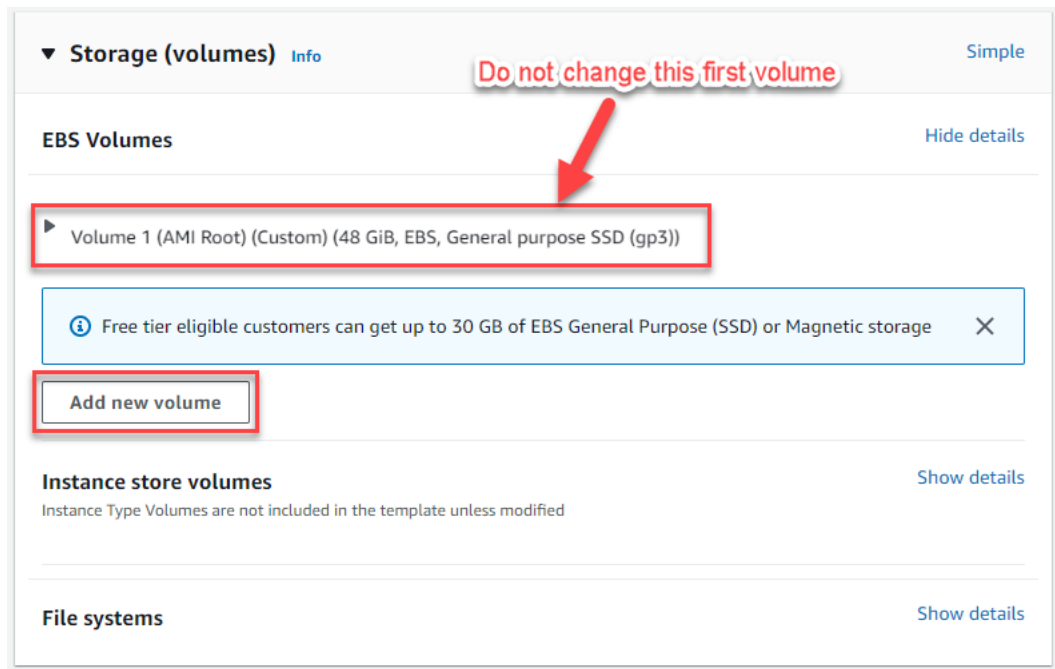 Storage (volumes) Info
Simple
Do not change this first volume
EBS Volumes
Hide details
Volume 1 (AMI Root) (Custom) (48 GiB, EBS, General purpose SSD (gp3))
Free tier eligible customers can get up to 30 GB of EBS General Purpose (SSD) or Magnetic storage
Add new volume
Instance store volumes
Show details
Instance Type Volumes are not included in the template unless modified
File systems
Show details